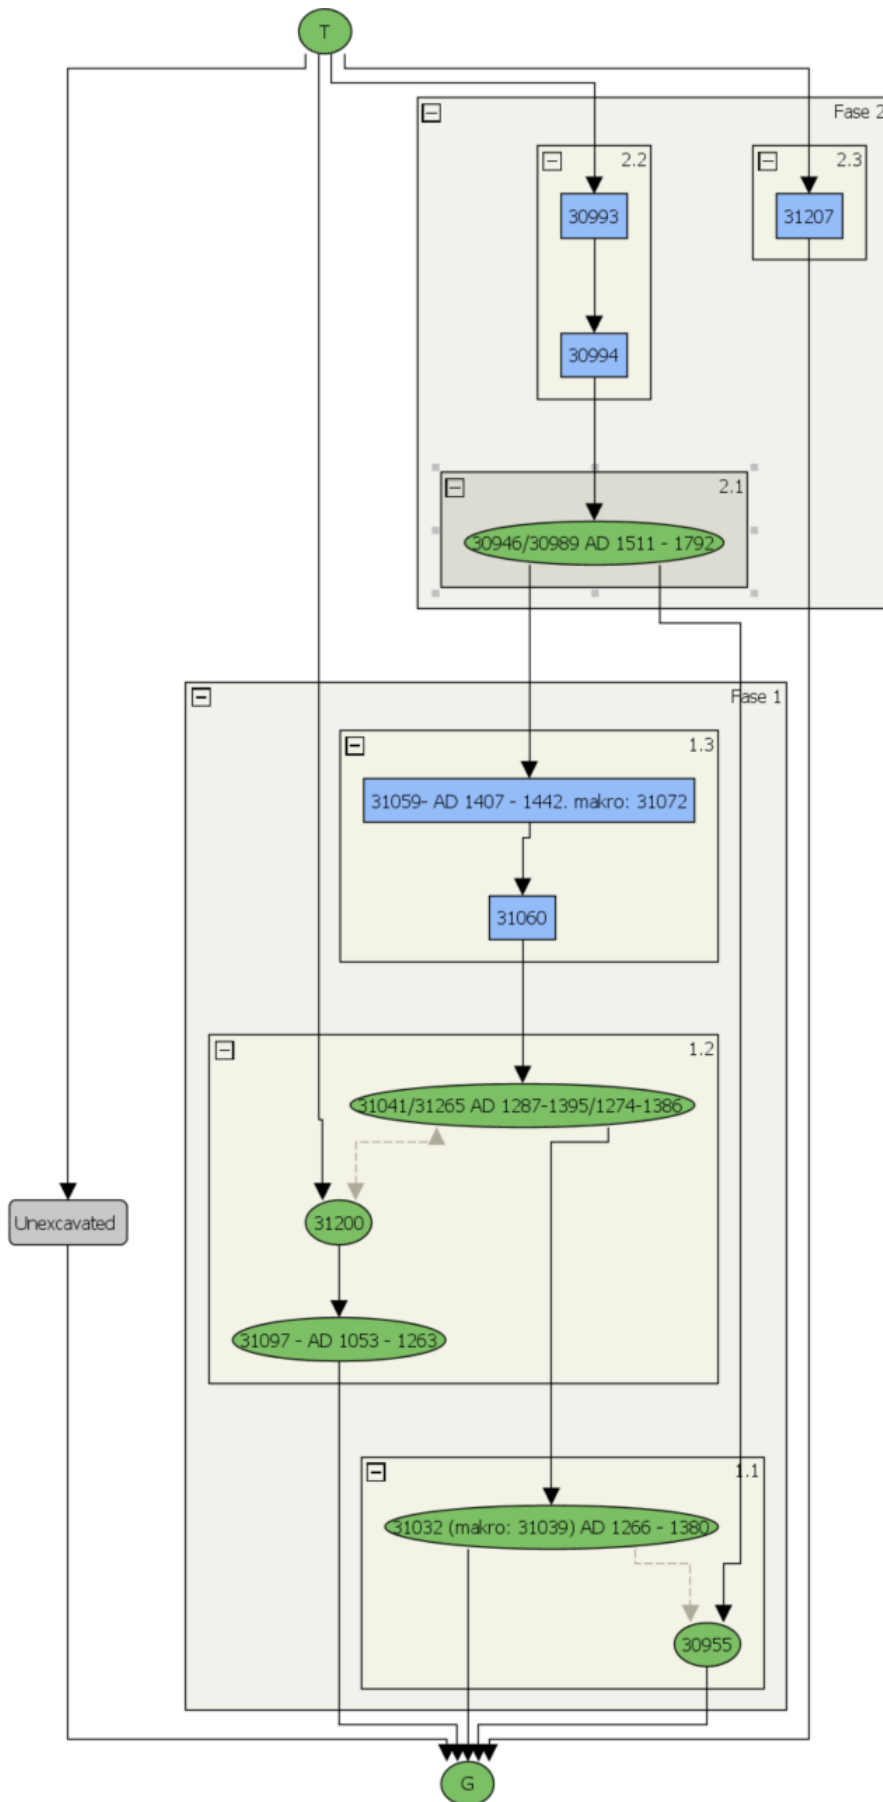 T
Fase 2
2.2
2.3
30993
31207
30994
2.1
30946/30989 AD 1511 - 1792
Fase 1
1.3
31059- AD 1407 - 1442. makro: 31072
31060
1.2
31041/31265 AD 1287-1395/1274-1386
31200
Unexcavated
31097 - AD 1053 - 1263
1.1
31032 (makro: 31039) AD 1266 - 1380
30955
G